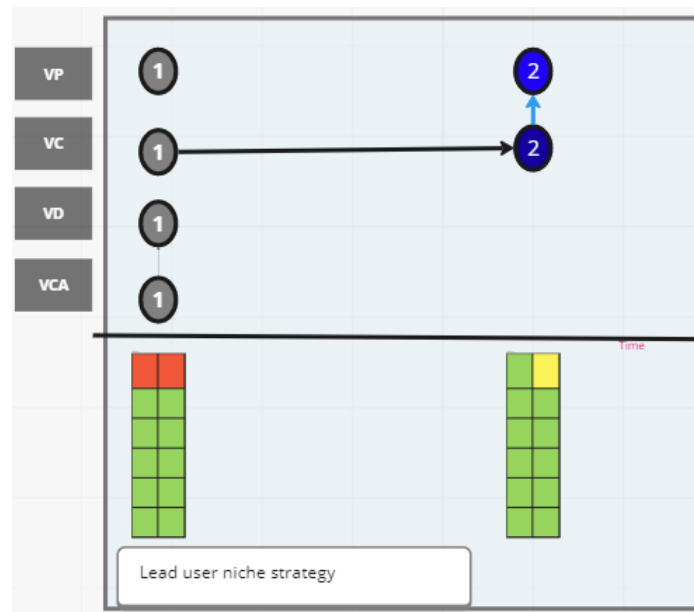 VP 1 2
VC 1 2
VD 1
VCA 1
Time
Lead user niche strategy